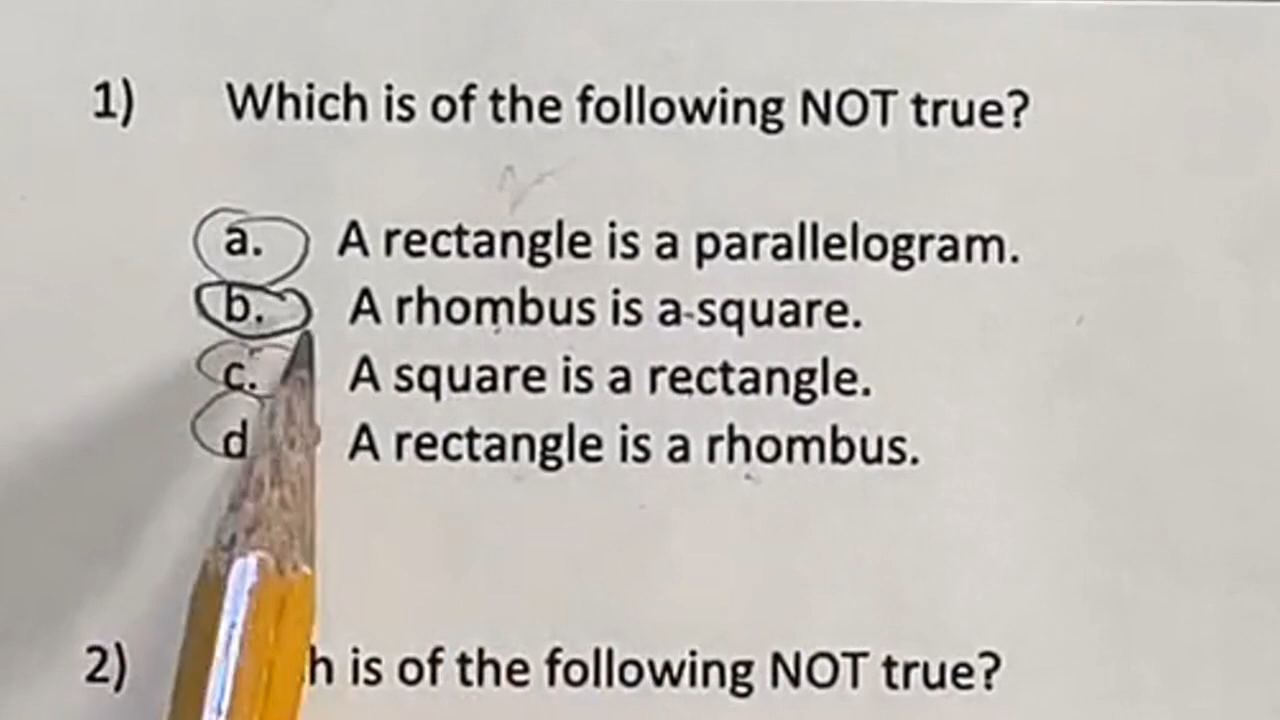 1) Which is of the following NOT true?
a. A rectangle is a parallelogram.
b. A rhombus is a square.
c. A square is a rectangle.
d A rectangle is a rhombus.
2) h is of the following NOT true?